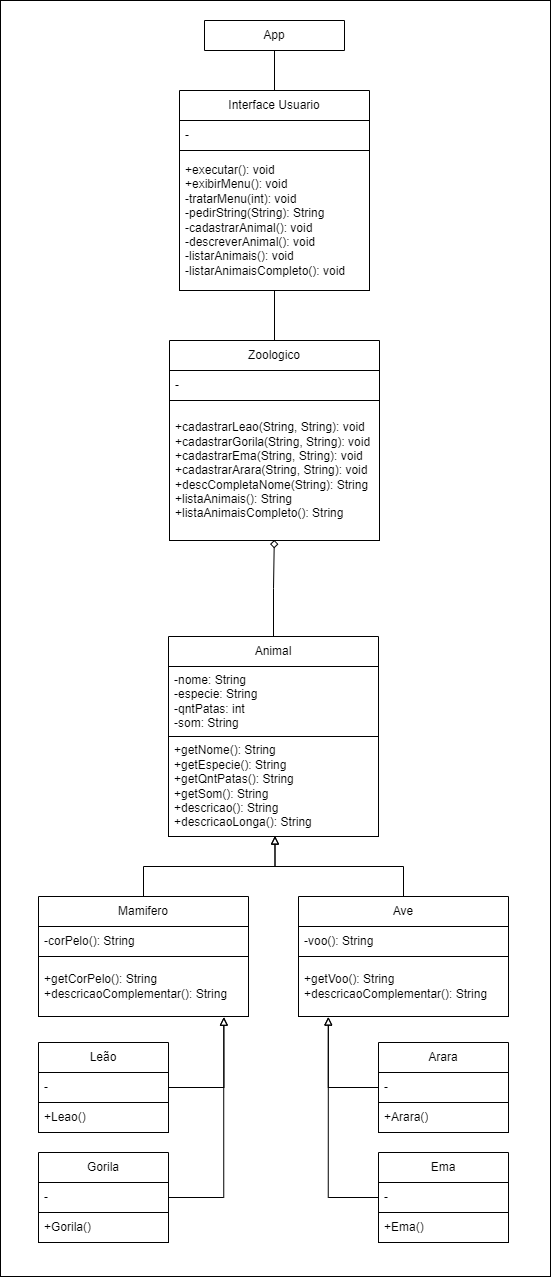 App
Interface Usuario
-
+executar(): void
+exibirMenu(): void
-tratarMenu(int): void
-pedirString(String): String
-cadastrarAnimal(): void
-descreverAnimal(): void
-listarAnimais(): void
-listarAnimaisCompleto(): void
Zoologico
-
+cadastrarLeao(String, String): void
+cadastrarGorila(String, String): void
+cadastrarEma(String, String): void
+cadastrarArara(String, String): void
+descCompletaNome(String): String
+listaAnimais(): String
+listaAnimaisCompleto(): String
Animal
-nome: String
-especie: String
-qntPatas: int
-som: String
+getNome(): String
+getEspecie(): String
+getQntPatas(): String
+getSom(): String
+descricao(): String
+descricaoLonga(): String
Mamifero
-corPelo(): String
+getCorPelo(): String
+descricaoComplementar(): String
Ave
-voo(): String
+getVoo(): String
+descricaoComplementar(): String
Leão
-
+Leao()
Arara
-
+Arara()
Gorila
-
+Gorila()
Ema
-
+Ema()